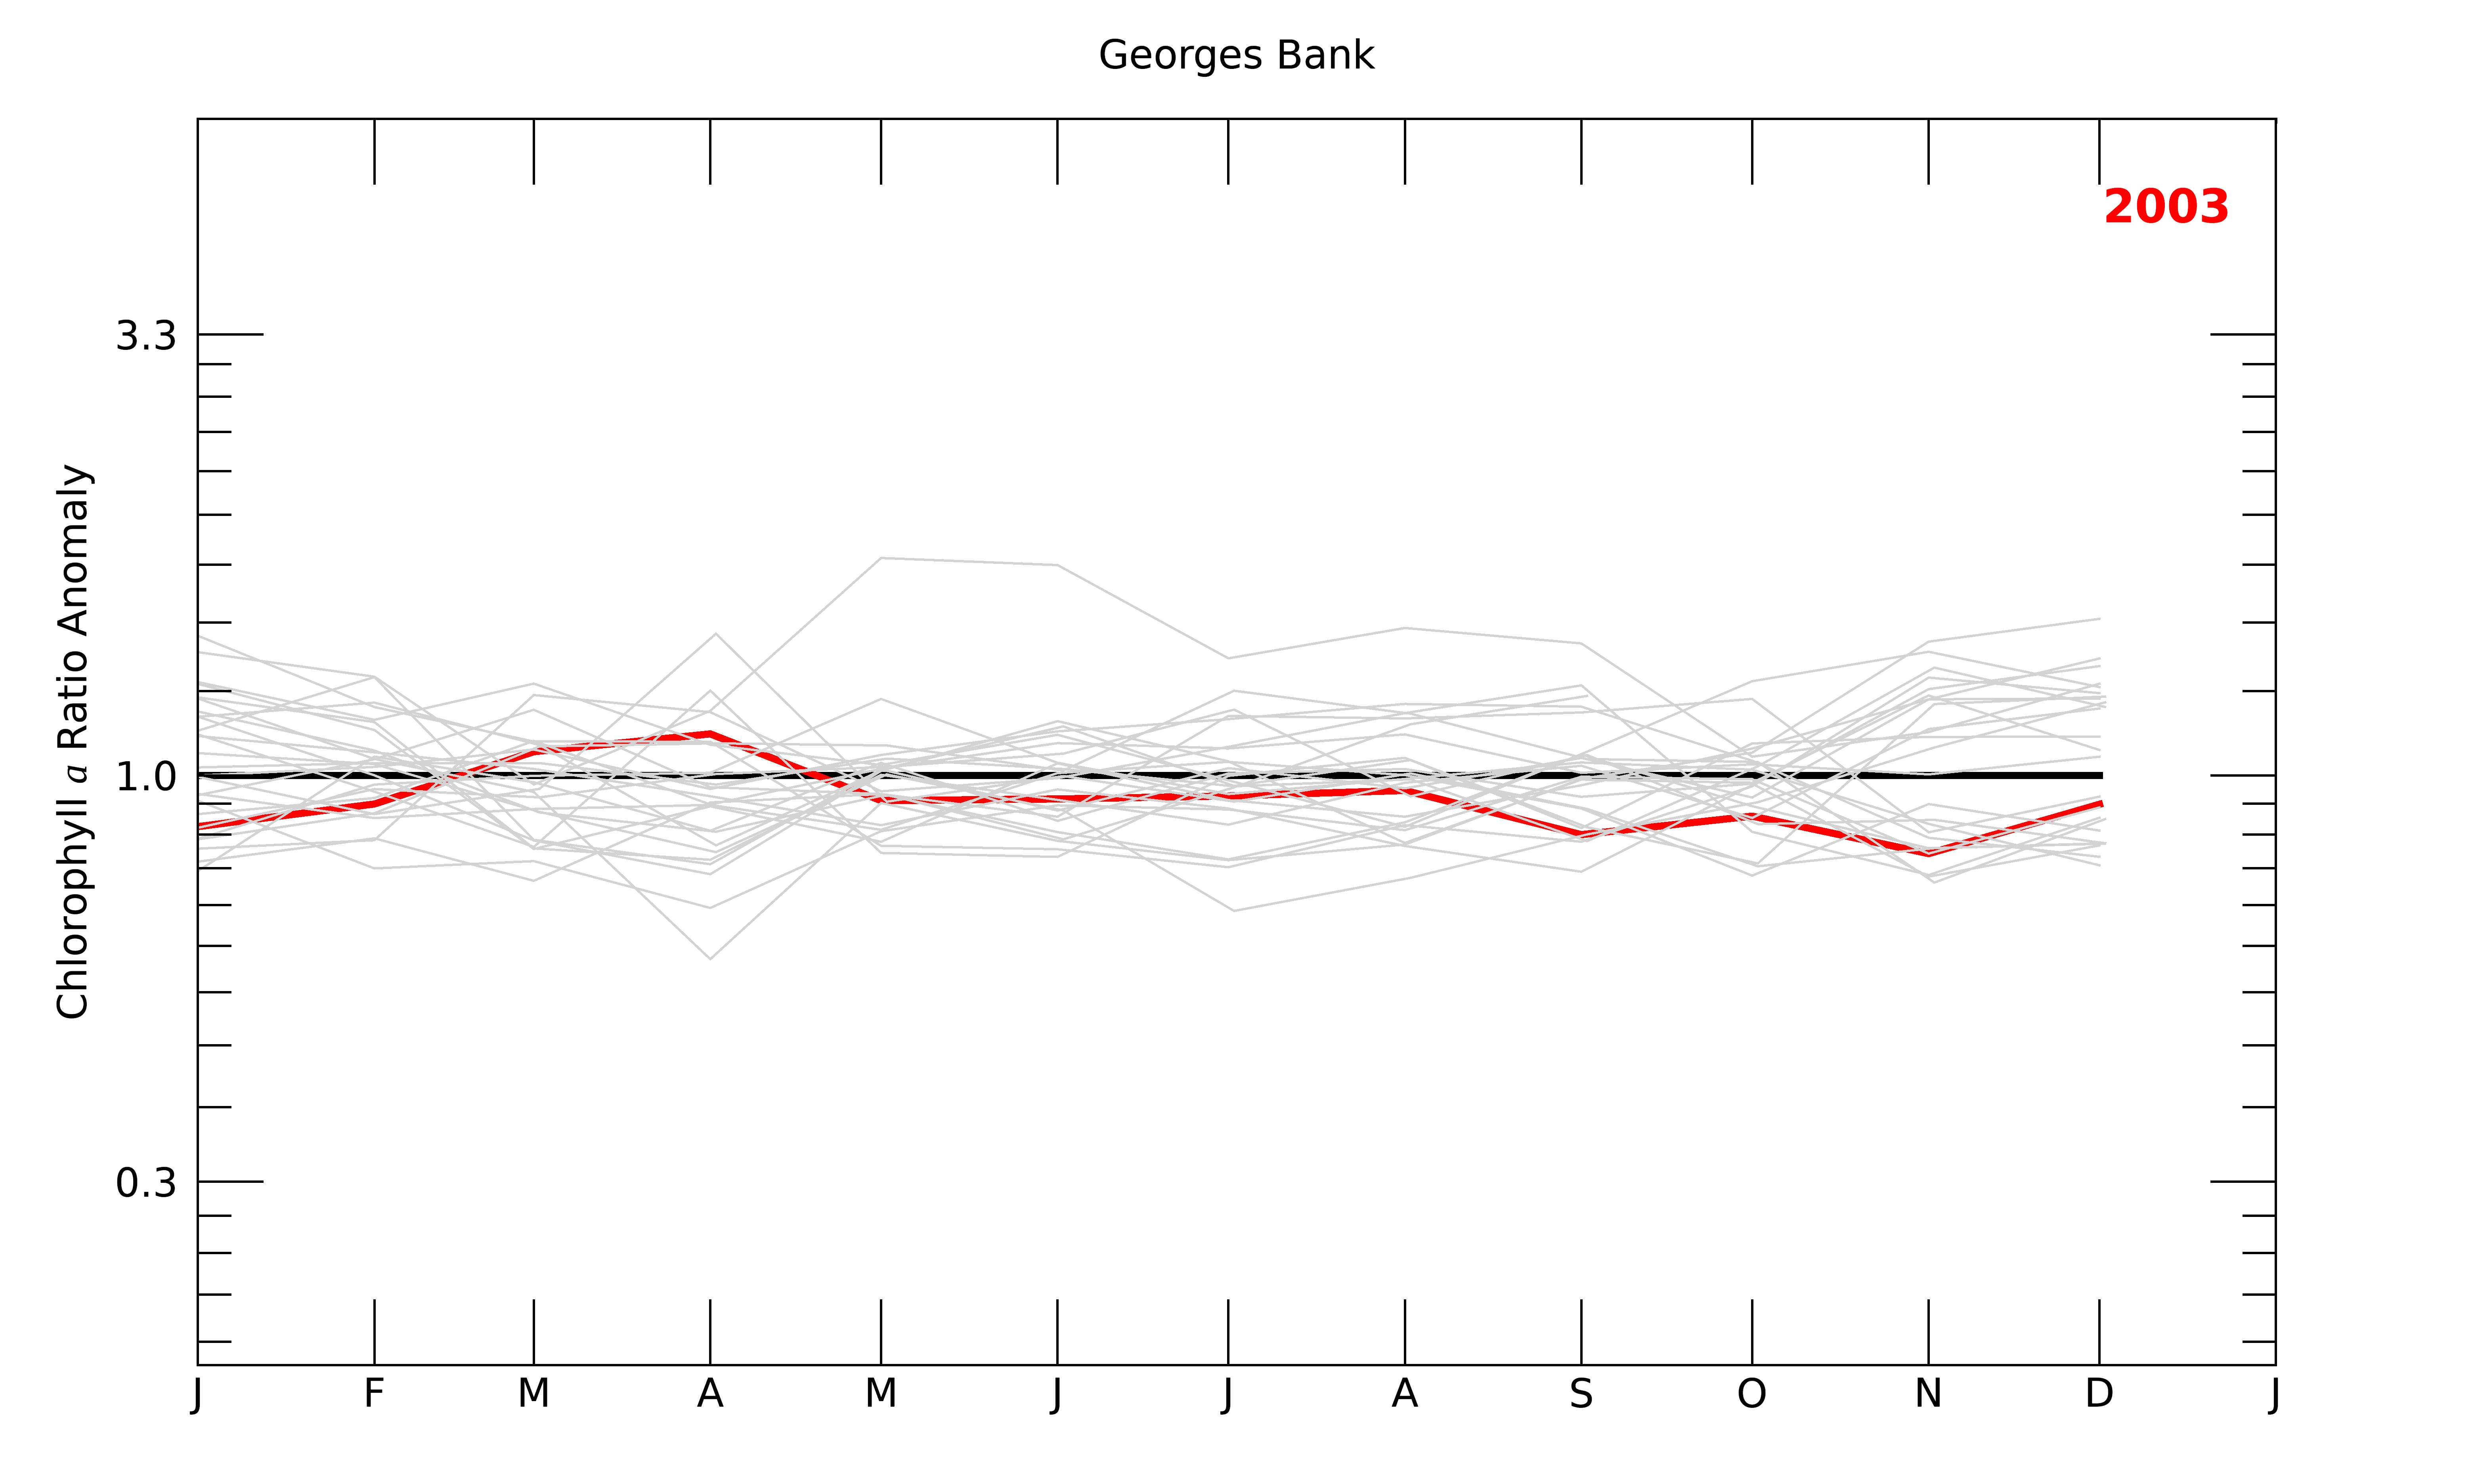 Georges Bank
2003
3.3
1.0
0.3
Chlorophyll a Ratio Anomaly
J F M A M J J A S O N D J